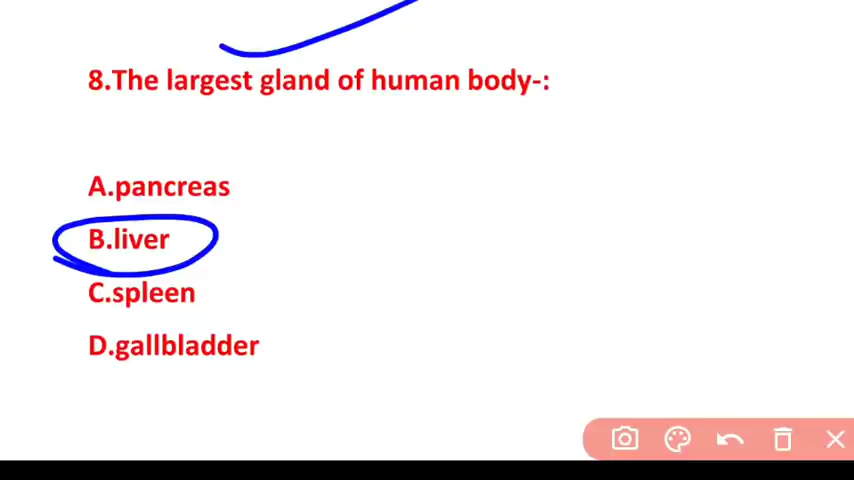 8.The largest gland of human body-:
A.pancreas
B.liver
C.spleen
D.gallbladder